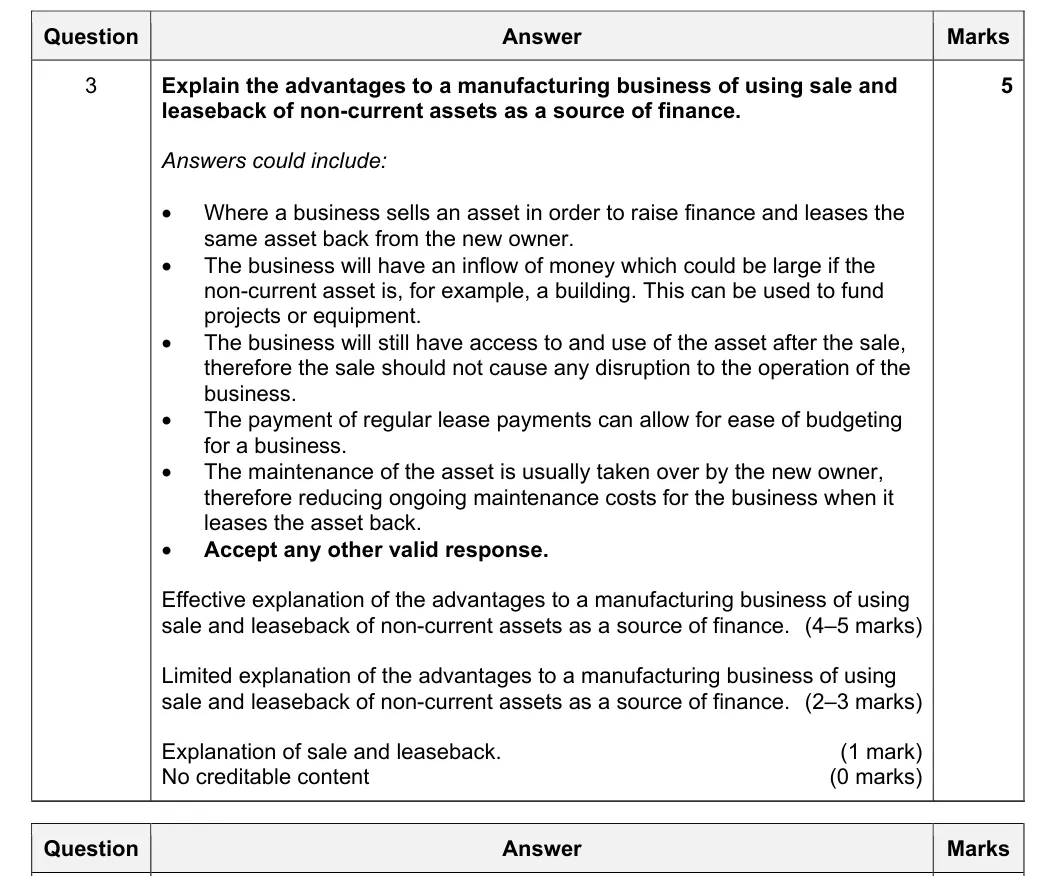 Question Answer Marks
3 Explain the advantages to a manufacturing business of using sale and 5
leaseback of non-current assets as a source of finance.
Answers could include:
• Where a business sells an asset in order to raise finance and leases the
same asset back from the new owner.
• The business will have an inflow of money which could be large if the
non-current asset is, for example, a building. This can be used to fund
projects or equipment.
• The business will still have access to and use of the asset after the sale,
therefore the sale should not cause any disruption to the operation of the
business.
• The payment of regular lease payments can allow for ease of budgeting
for a business.
• The maintenance of the asset is usually taken over by the new owner,
therefore reducing ongoing maintenance costs for the business when it
leases the asset back.
• Accept any other valid response.
Effective explanation of the advantages to a manufacturing business of using
sale and leaseback of non-current assets as a source of finance. (4–5 marks)
Limited explanation of the advantages to a manufacturing business of using
sale and leaseback of non-current assets as a source of finance. (2–3 marks)
Explanation of sale and leaseback. (1 mark)
No creditable content (0 marks)
Question Answer Marks